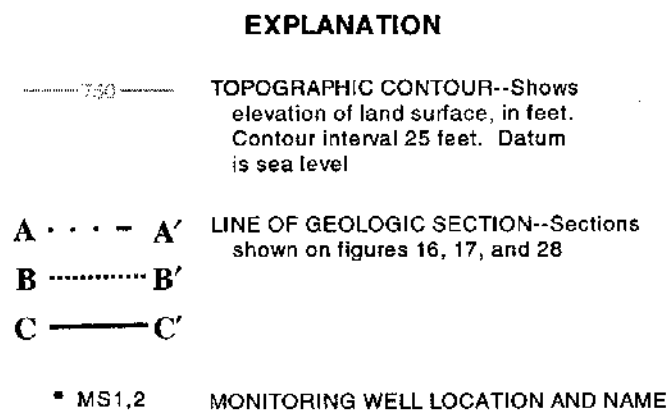 EXPLANATION
750 TOPOGRAPHIC CONTOUR--Shows
elevation of land surface, in feet.
Contour interval 25 feet. Datum
is sea level
A A′ LINE OF GEOLOGIC SECTION--Sections
shown on figures 16, 17, and 28
B B′
C C′
MS1,2 MONITORING WELL LOCATION AND NAME